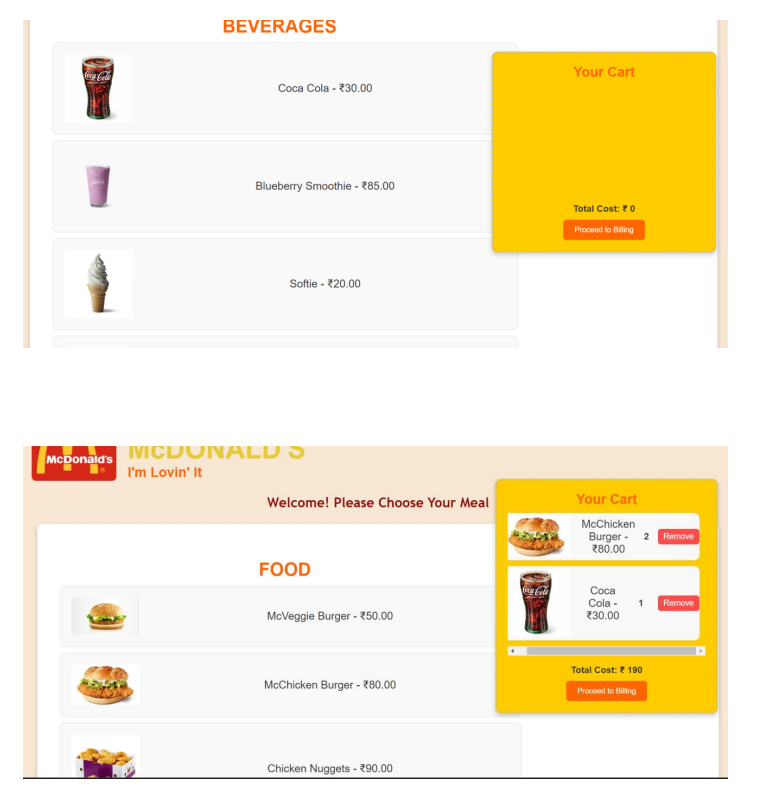 BEVERAGES
Your Cart
Coca Cola - ₹30.00
Blueberry Smoothie - ₹85.00
Total Cost: ₹ 0
Proceed to Billing
Softie - ₹20.00
McDONALD'S
McDonald's
I'm Lovin' It
Welcome! Please Choose Your Meal
Your Cart
McChicken
Burger -
₹80.00
2
Remove
FOOD
Coca
Cola -
₹30.00
1
Remove
McVeggie Burger - ₹50.00
Total Cost: ₹ 190
Proceed to Billing
McChicken Burger - ₹80.00
Chicken Nuggets - ₹90.00